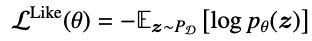 𝓛^Like(θ) = −𝔼_{𝒛∼P_𝒟} [log p_θ(𝒛)]